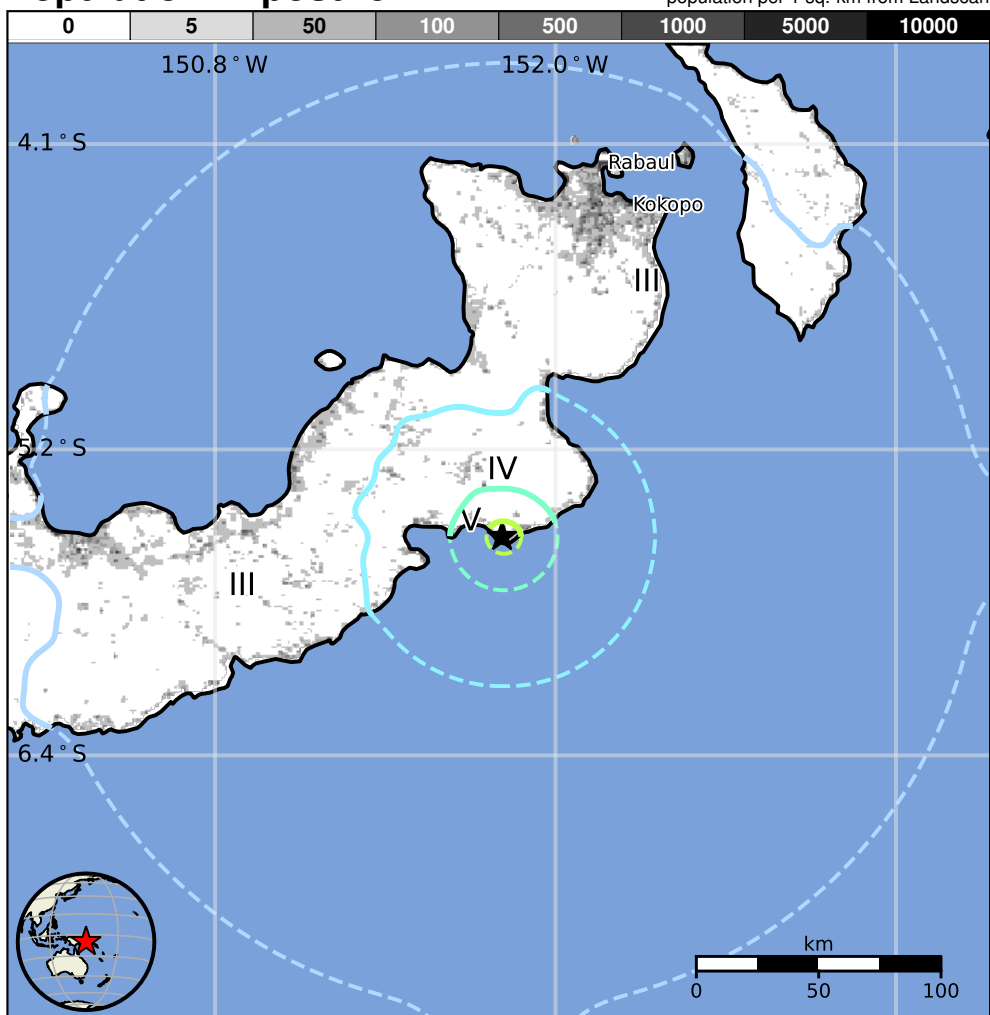 population per 1 sq. km from Landscan
0 5 50 100 500 1000 5000 10000
150.8°W 152.0°W
4.1°S
Rabaul
Kokopo
III
5.2°S
IV
V
III
6.4°S
km
0 50 100